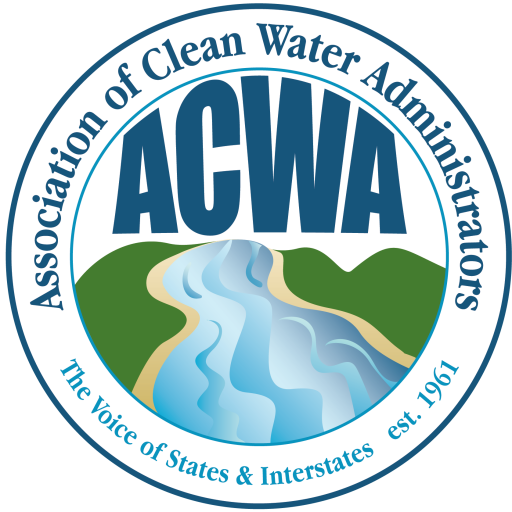 Association of Clean Water Administrators
ACWA
The Voice of States & Interstates est. 1961